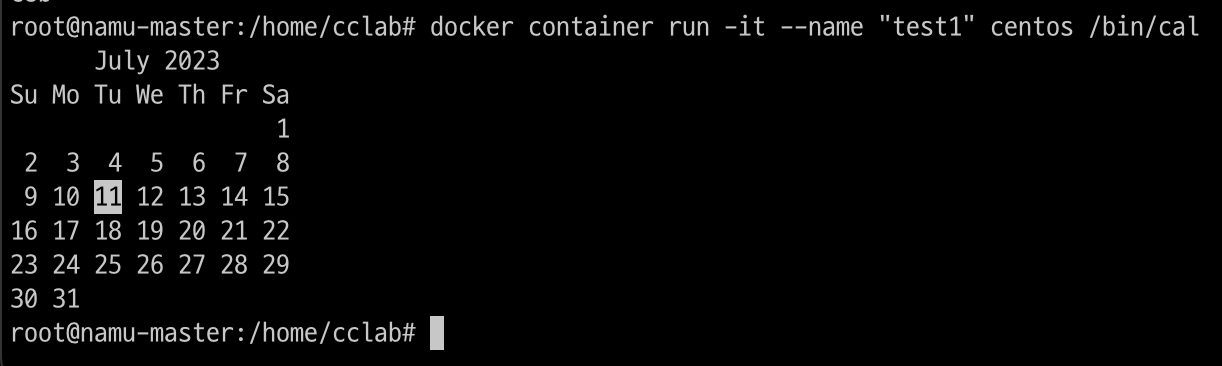 root@namu-master:/home/cclab# docker container run -it --name "test1" centos /bin/cal
July 2023
Su Mo Tu We Th Fr Sa
1
2 3 4 5 6 7 8
9 10 11 12 13 14 15
16 17 18 19 20 21 22
23 24 25 26 27 28 29
30 31
root@namu-master:/home/cclab#